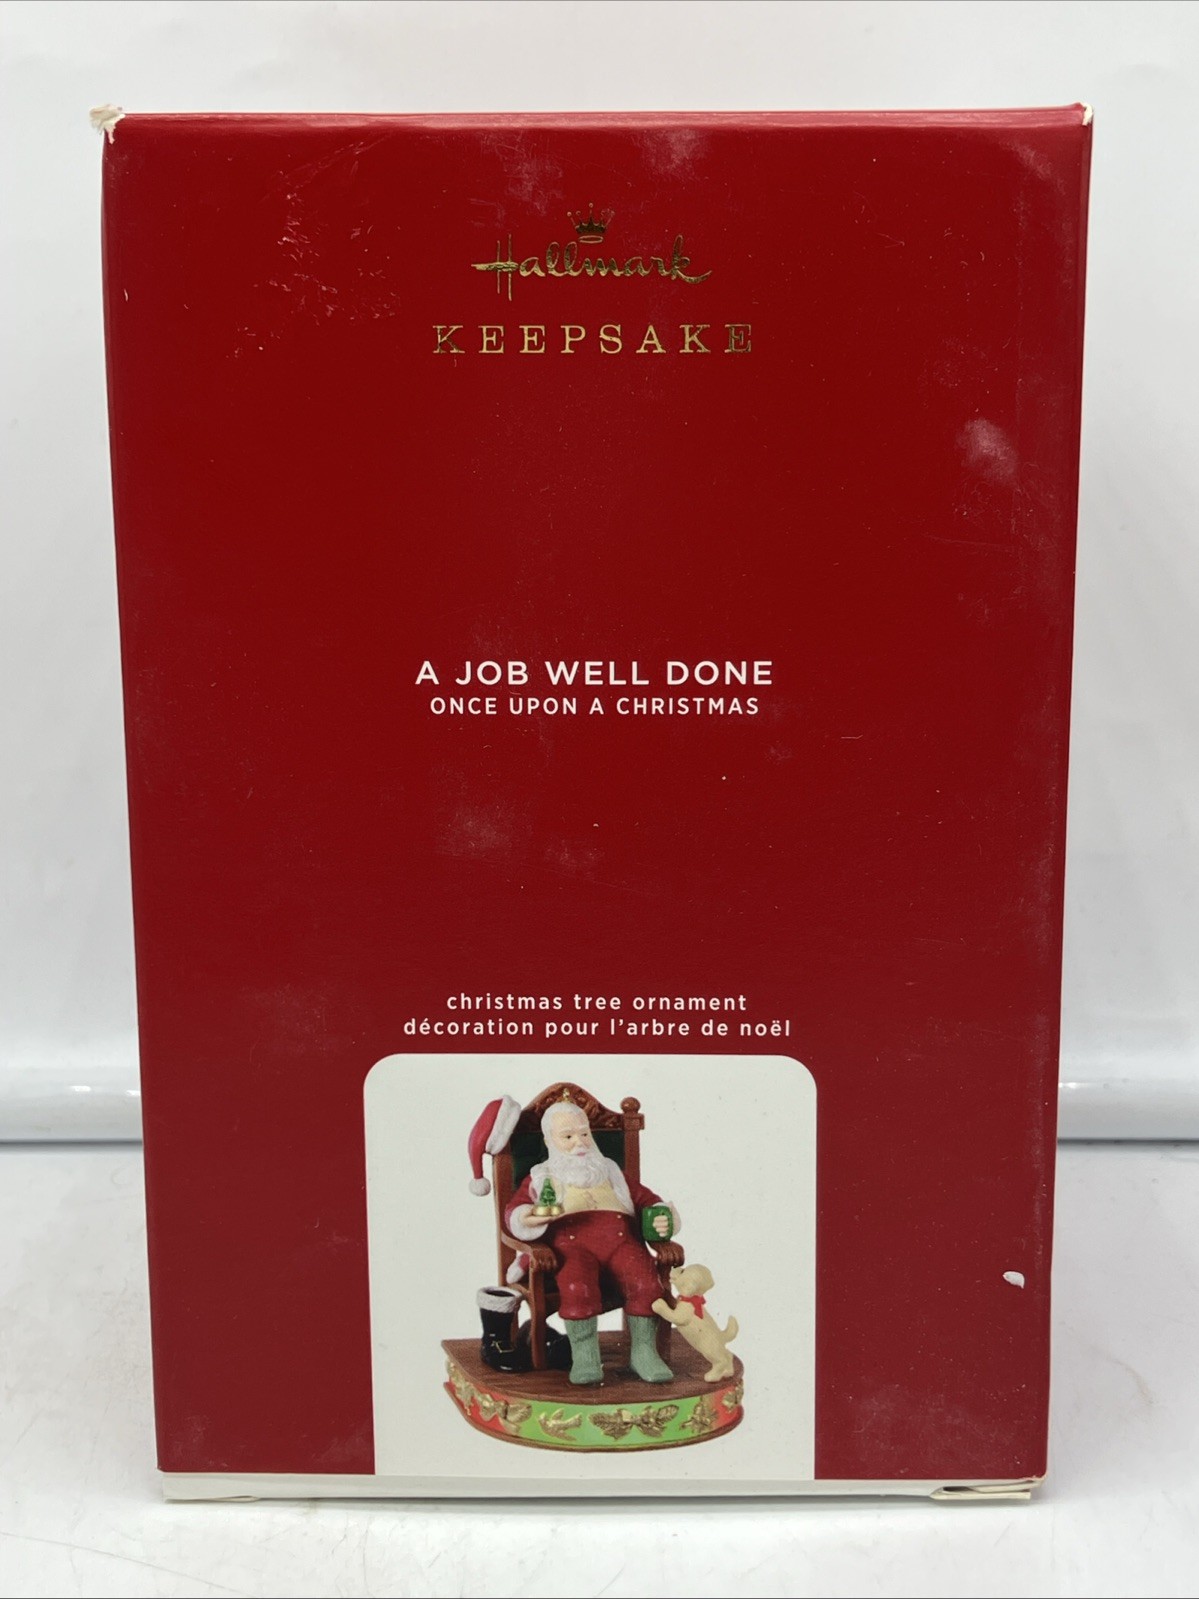 Hallmark
KEEPSAKE
A JOB WELL DONE
ONCE UPON A CHRISTMAS
christmas tree ornament
décoration pour l'arbre de noël